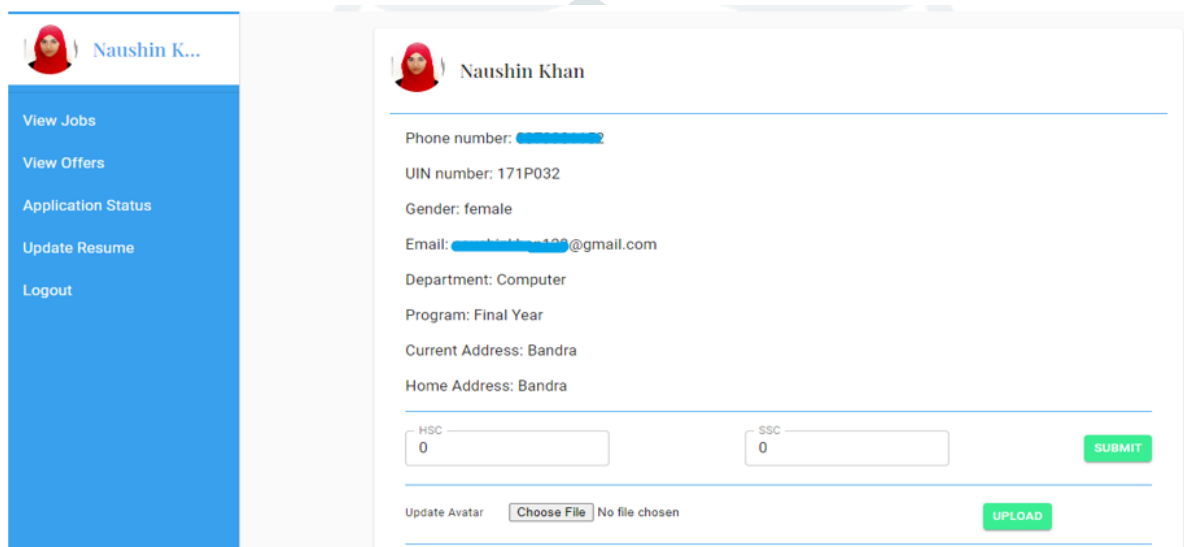 Naushin K...
View Jobs
View Offers
Application Status
Update Resume
Logout
Naushin Khan
Phone number:
UIN number: 171P032
Gender: female
Email: @gmail.com
Department: Computer
Program: Final Year
Current Address: Bandra
Home Address: Bandra
HSC
0
SSC
0
SUBMIT
Update Avatar Choose File No file chosen UPLOAD